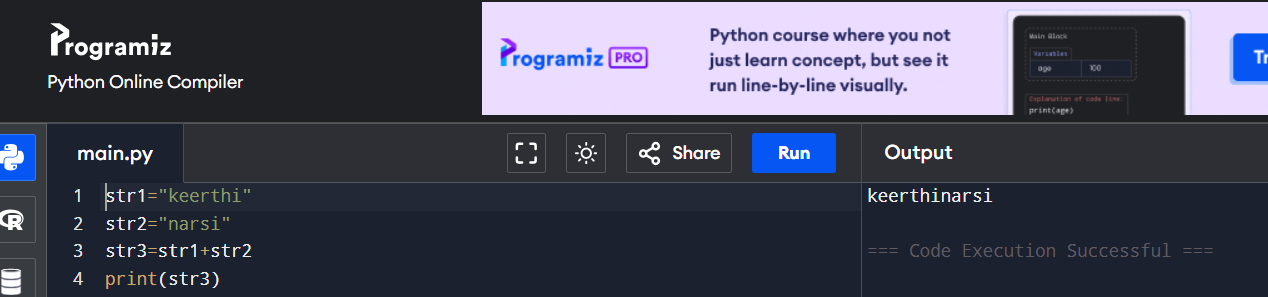 Programiz
Python Online Compiler
Programiz PRO
Python course where you not
just learn concept, but see it
run line-by-line visually.
Main Block
Variables
age 100
Explanation of code line:
print(age)
Tr
main.py
Share
Run
Output
1 str1="keerthi"
2 str2="narsi"
3 str3=str1+str2
4 print(str3)
keerthinarsi
=== Code Execution Successful ===